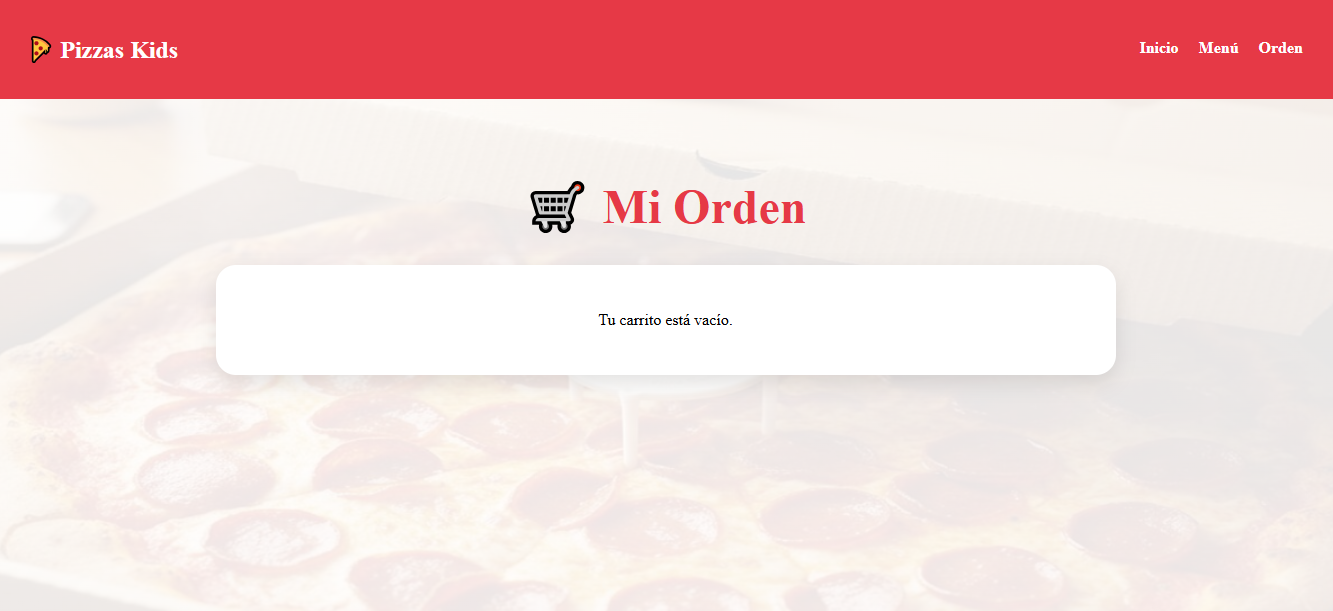 Pizzas Kids
Inicio Menú Orden
Mi Orden
Tu carrito está vacío.